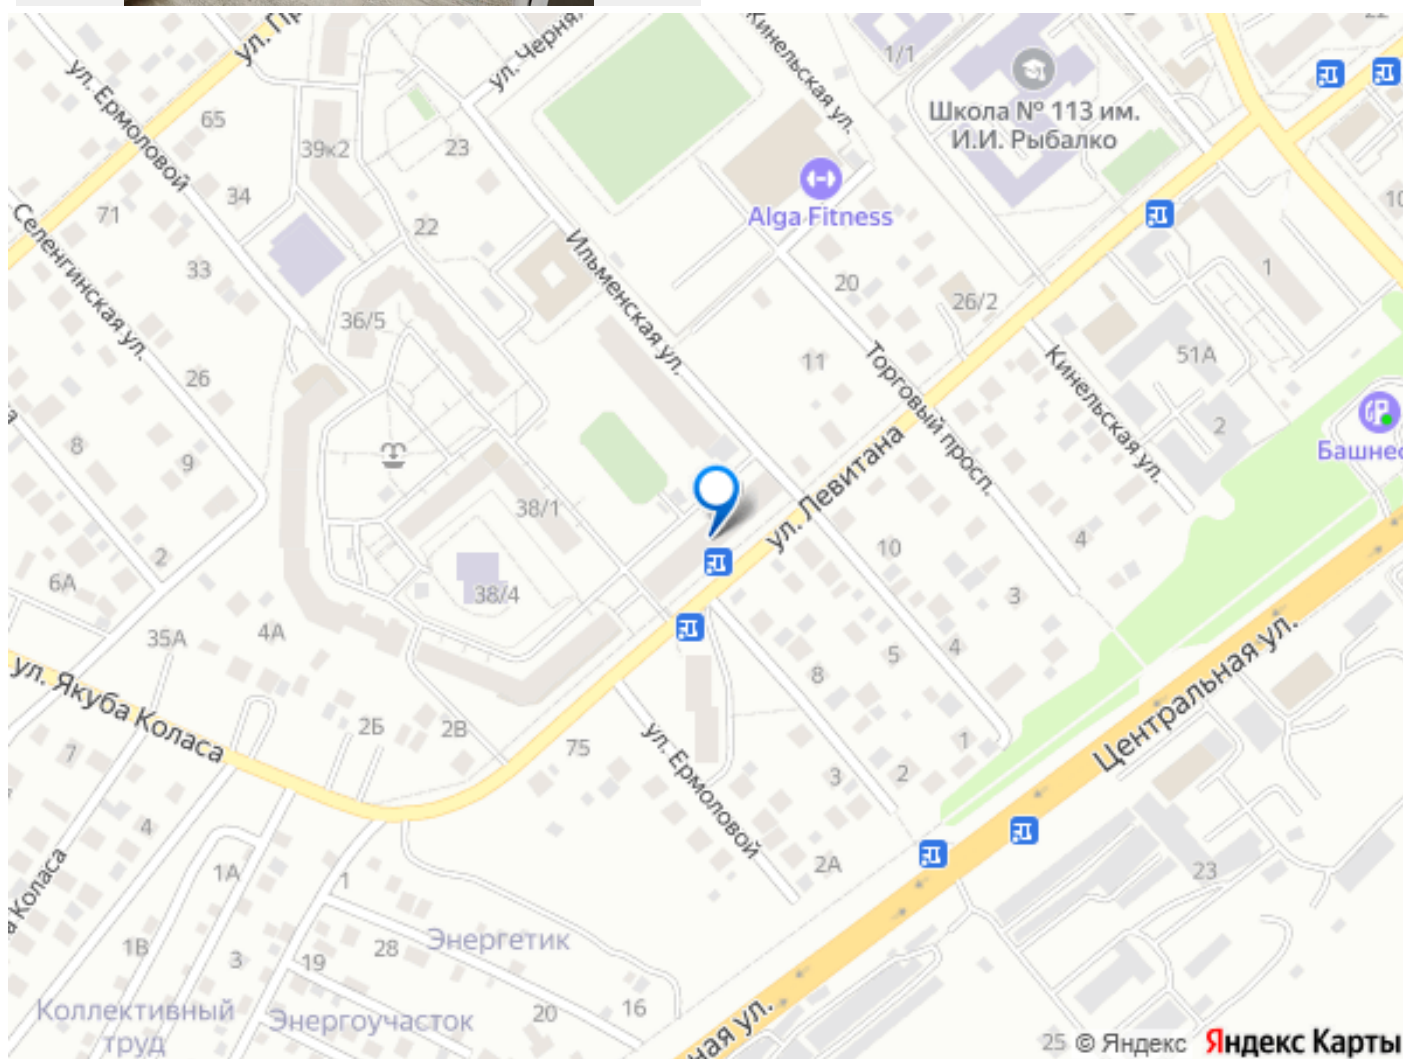 ул. Пр
ул. Черня
Кинельская ул.
1/1
22
ул. Ермоловой
65
39к2
23
Школа № 113 им.
И.И. Рыбалко
34
71
22
Alga Fitness
10
Селенгинская ул.
33
Ильменская ул.
20
26/2
1
36/5
11
Торговый просп.
Кинельская ул.
51А
26
8
9
2
Башнеф
38/1
ул. Левитана
10
4
2
6А
38/4
3
35А
4А
5
4
8
Центральная ул.
ул. Якуба Коласа
2Б
2В
75
ул. Ермоловой
1
7
3
2
4
2А
23
1А
1
а Коласа
1В
28
Энергетик
3
19
Коллективный
труд
Энергоучасток
20
16
ная ул.
25
© Яндекс
Яндекс Карты